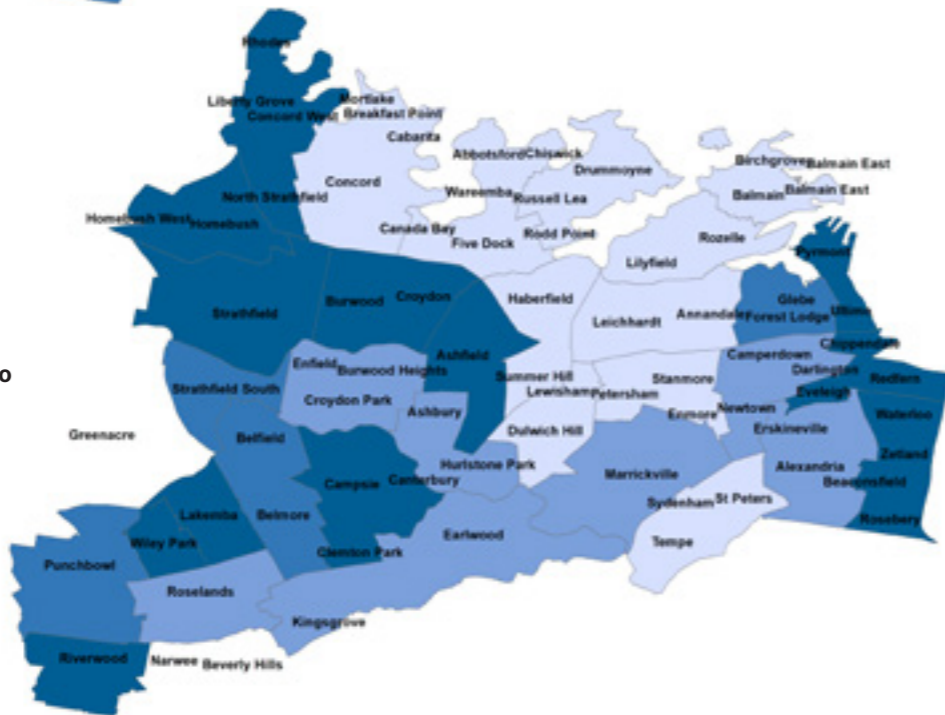 Rhodes
Liberty Grove
Mortlake
Concord West
Breakfast Point
Cabarita
Abbotsford
Chiswick
Drummoyne
Birchgrove
Balmain East
Concord
North Strathfield
Wareemba
Russell Lea
Balmain
Balmain East
Homebush West
Homebush
Canada Bay
Five Dock
Rodd Point
Rozelle
Lilyfield
Pyrmont
Strathfield
Burwood
Croydon
Haberfield
Glebe
Leichhardt
Annandale
Forest Lodge
Ultimo
Ashfield
Chippendale
Enfield
Burwood Heights
Camperdown
Darlington
o
Strathfield South
Summer Hill
Stanmore
Redfern
Croydon Park
Lewisham
Petersham
Eveleigh
Ashbury
Enmore
Newtown
Waterloo
Greenacre
Belfield
Dulwich Hill
Erskineville
Zetland
Hurlstone Park
Alexandria
Campsie
Canterbury
Marrickville
Beaconsfield
Lakemba
Belmore
Sydenham
St Peters
Rosebery
Wiley Park
Clemton Park
Earlwood
Tempe
Punchbowl
Roselands
Kingsgrove
Riverwood
Narwee
Beverly Hills